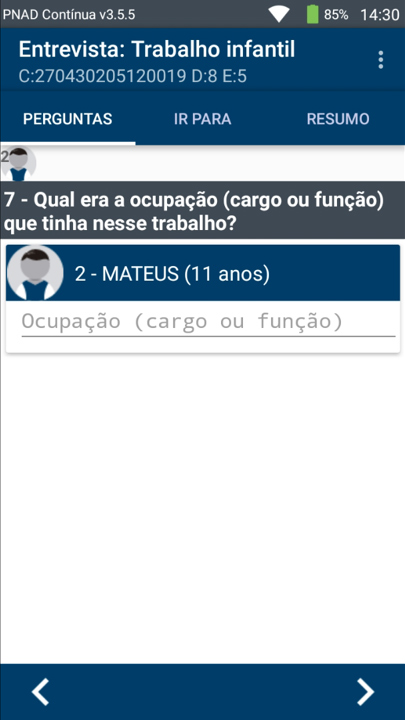 PNAD Contínua v3.5.5 85% 14:30
Entrevista: Trabalho infantil
C:270430205120019 D:8 E:5
PERGUNTAS IR PARA RESUMO
2
7 - Qual era a ocupação (cargo ou função)
que tinha nesse trabalho?
2 - MATEUS (11 anos)
Ocupação (cargo ou função)